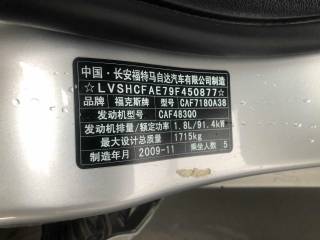 中国·长安福特马自达汽车有限公司制造
☆LVSHCFAE79F450877☆
品牌 福克斯牌 型号 CAF7180A38
发动机型号 CAF483Q0
发动机排量/额定功率 1.8L/91.4kW
最大设计总质量 1715kg
制造年月 2009-11 乘坐人数 5